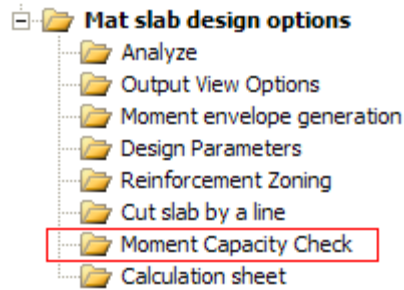 Mat slab design options
Analyze
Output View Options
Moment envelope generation
Design Parameters
Reinforcement Zoning
Cut slab by a line
Moment Capacity Check
Calculation sheet